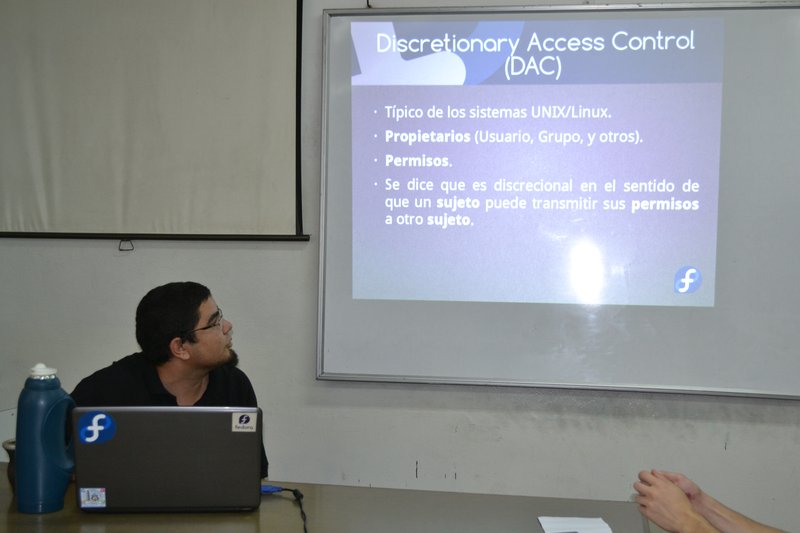 Discretionary Access Control
(DAC)
· Típico de los sistemas UNIX/Linux.
· Propietarios (Usuario, Grupo, y otros).
· Permisos.
· Se dice que es discrecional en el sentido de
que un sujeto puede transmitir sus permisos
a otro sujeto.
fedora